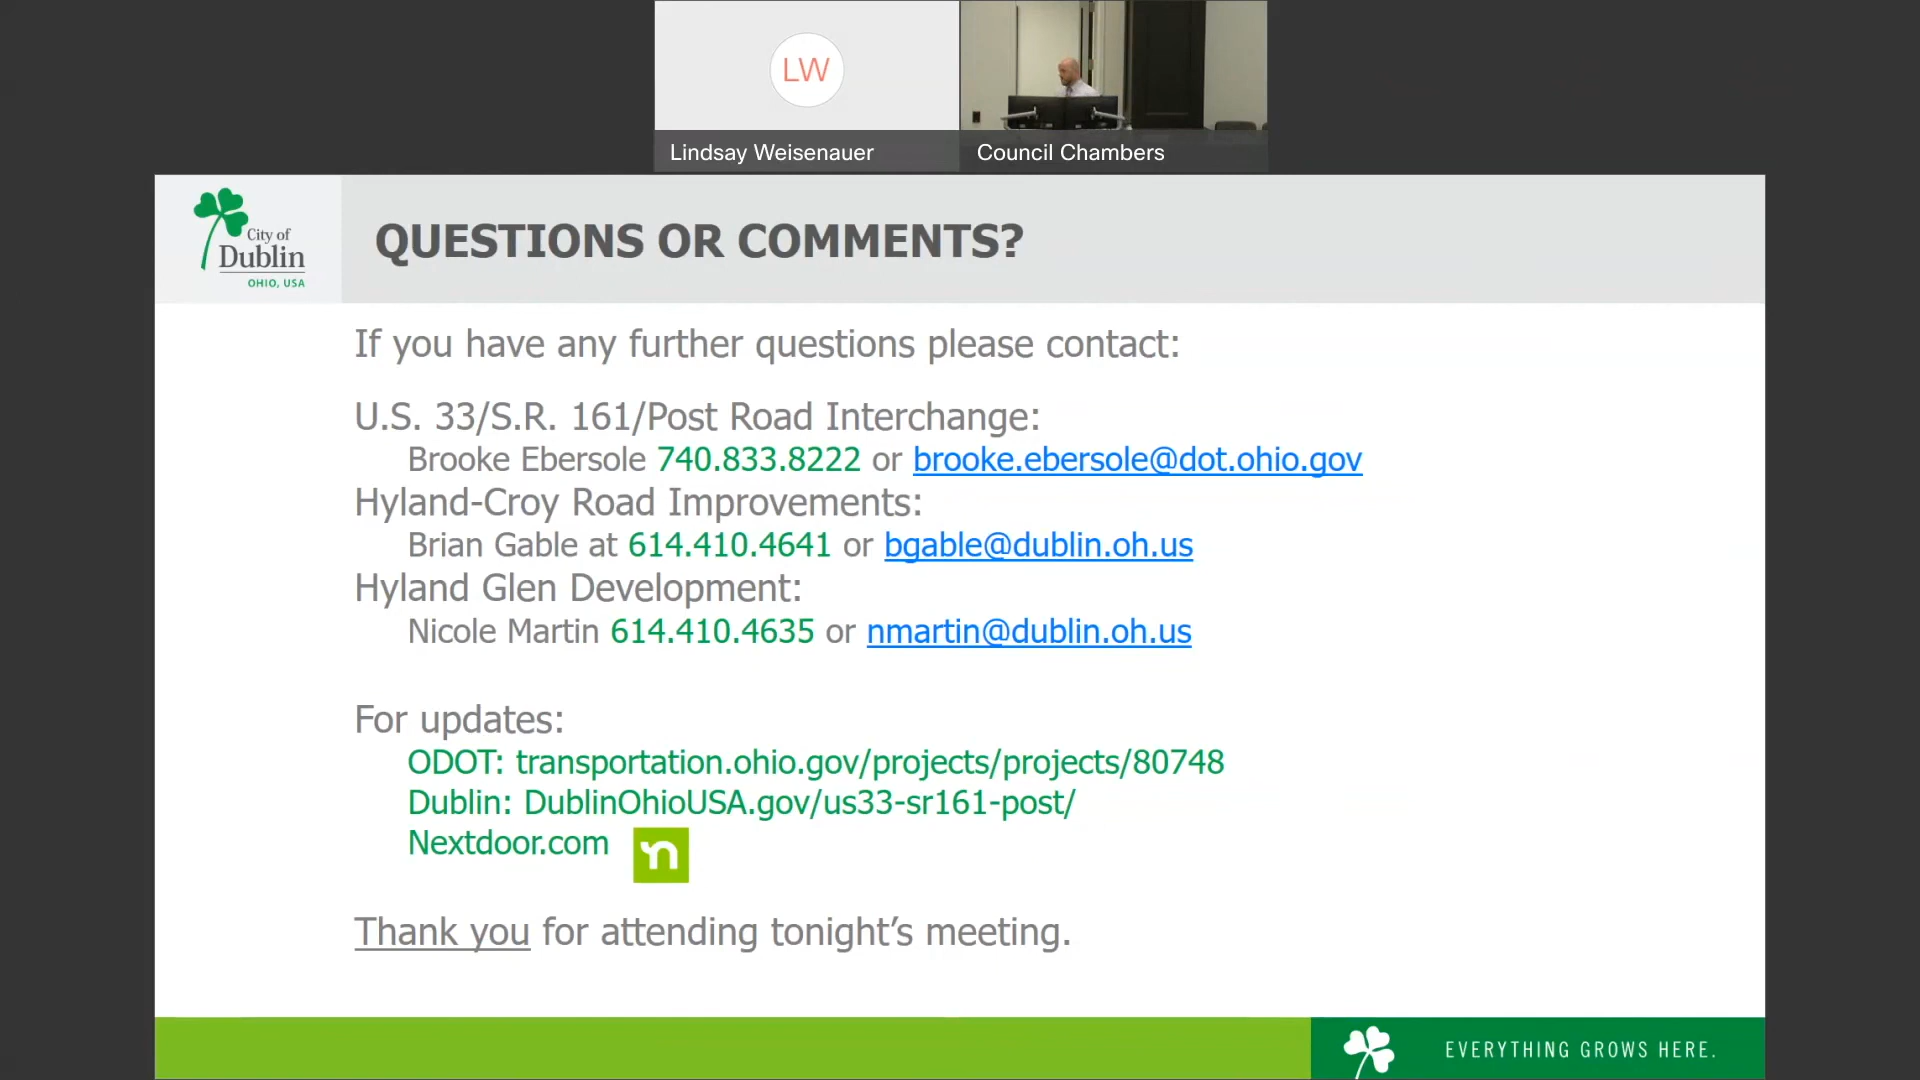 LW
Lindsay Weisenauer
Council Chambers
City of
Dublin
OHIO, USA
QUESTIONS OR COMMENTS?
If you have any further questions please contact:
U.S. 33/S.R. 161/Post Road Interchange:
Brooke Ebersole 740.833.8222 or brooke.ebersole@dot.ohio.gov
Hyland-Croy Road Improvements:
Brian Gable at 614.410.4641 or bgable@dublin.oh.us
Hyland Glen Development:
Nicole Martin 614.410.4635 or nmartin@dublin.oh.us
For updates:
ODOT: transportation.ohio.gov/projects/projects/80748
Dublin: DublinOhioUSA.gov/us33-sr161-post/
Nextdoor.com
n
Thank you for attending tonight’s meeting.
EVERYTHING GROWS HERE.